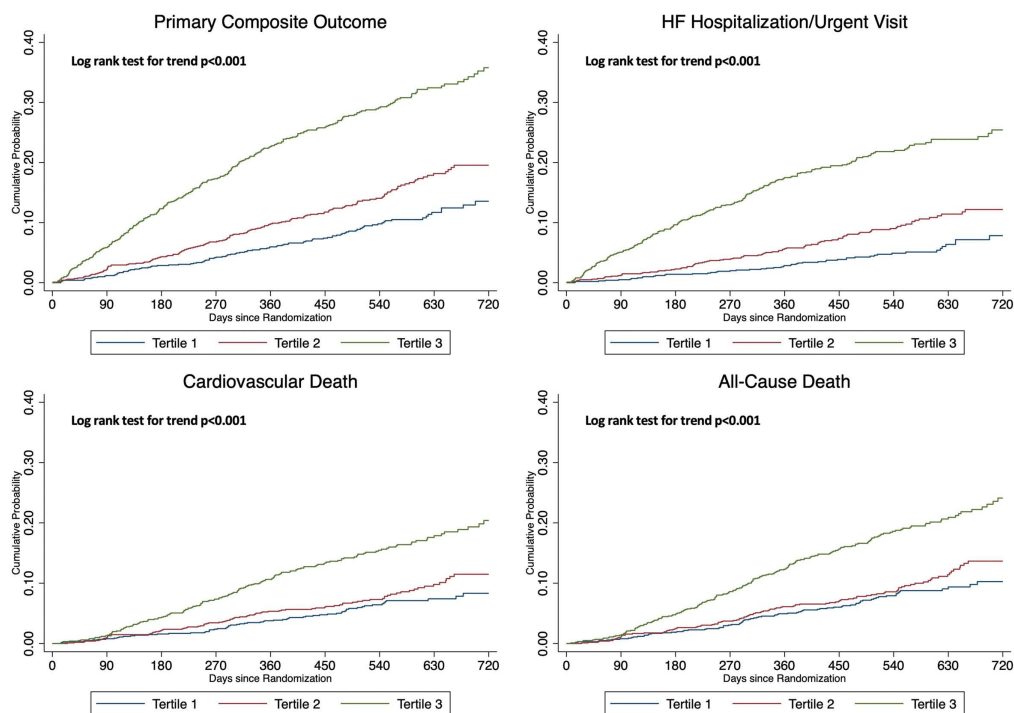 Primary Composite Outcome
Log rank test for trend p<0.001
Cumulative Probability
0.40
0.30
0.20
0.10
0.00
0 90 180 270 360 450 540 630 720
Days since Randomization
Tertile 1 Tertile 2 Tertile 3
HF Hospitalization/Urgent Visit
Log rank test for trend p<0.001
Cumulative Probability
0.40
0.30
0.20
0.10
0.00
0 90 180 270 360 450 540 630 720
Days since Randomization
Tertile 1 Tertile 2 Tertile 3
Cardiovascular Death
Log rank test for trend p<0.001
Cumulative Probability
0.40
0.30
0.20
0.10
0.00
0 90 180 270 360 450 540 630 720
Days since Randomization
Tertile 1 Tertile 2 Tertile 3
All-Cause Death
Log rank test for trend p<0.001
Cumulative Probability
0.40
0.30
0.20
0.10
0.00
0 90 180 270 360 450 540 630 720
Days since Randomization
Tertile 1 Tertile 2 Tertile 3